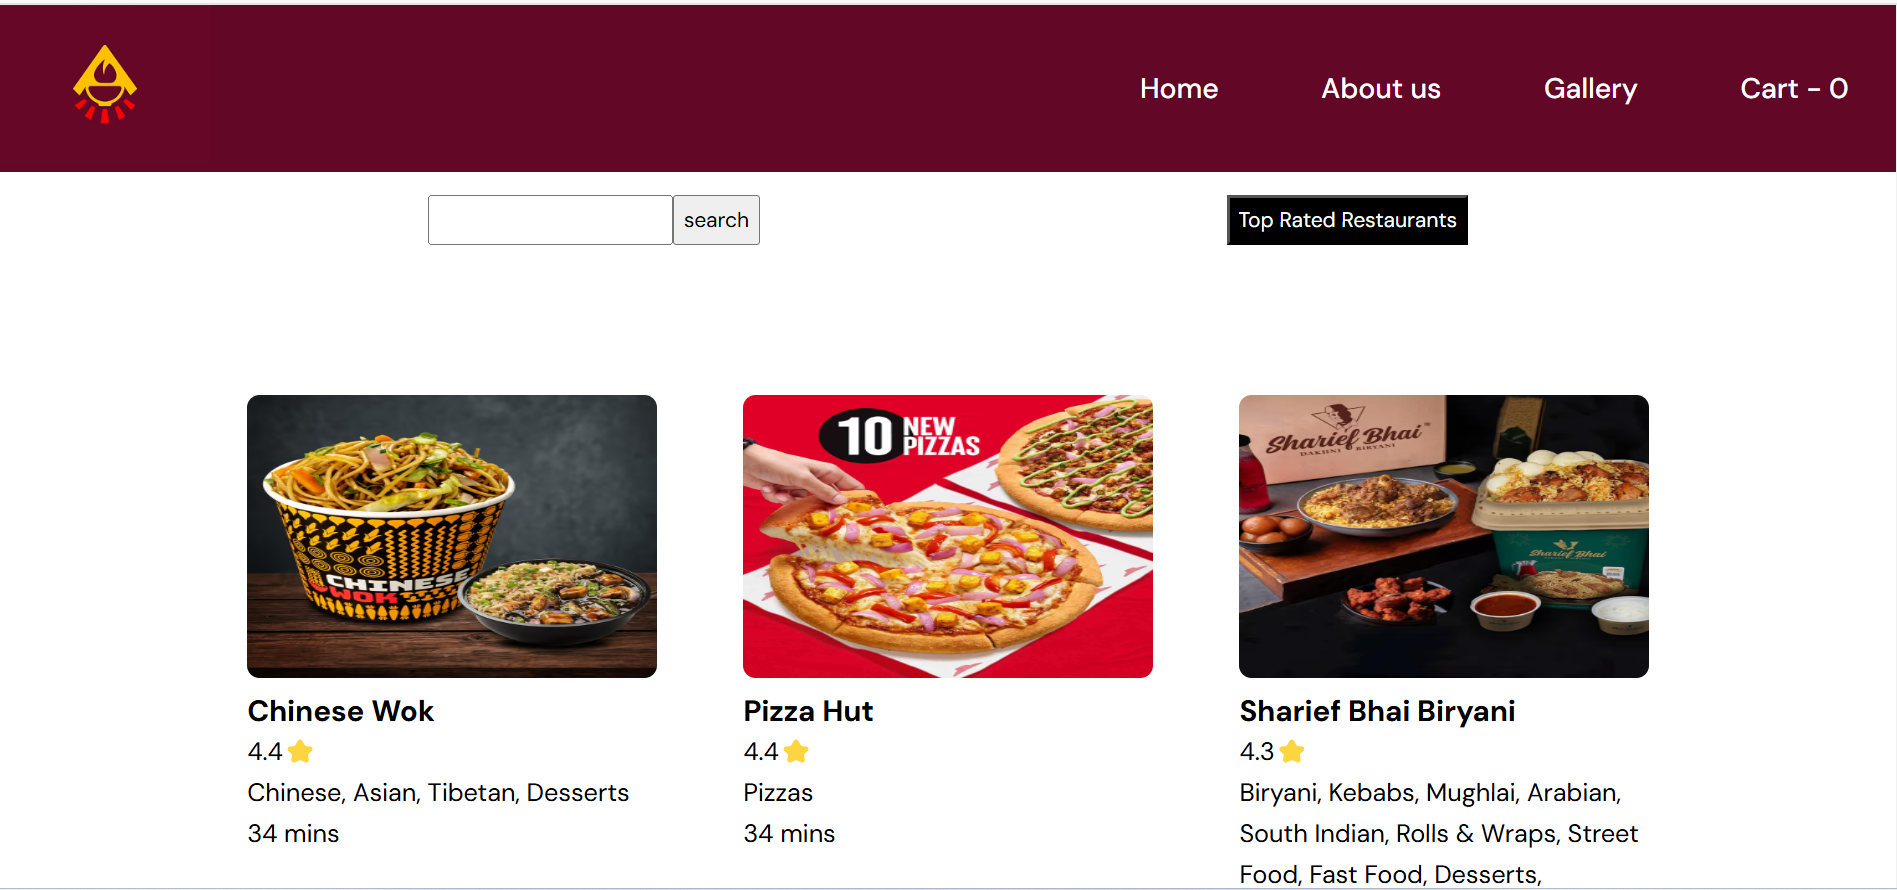 Home About us Gallery Cart - 0
search Top Rated Restaurants
10 NEW PIZZAS
Sharief Bhai
DAKHNI BIRYANI
Sharief Bhai
CHINESE
WOK
Chinese Wok
4.4
Chinese, Asian, Tibetan, Desserts
34 mins
Pizza Hut
4.4
Pizzas
34 mins
Sharief Bhai Biryani
4.3
Biryani, Kebabs, Mughlai, Arabian,
South Indian, Rolls & Wraps, Street
Food, Fast Food, Desserts,